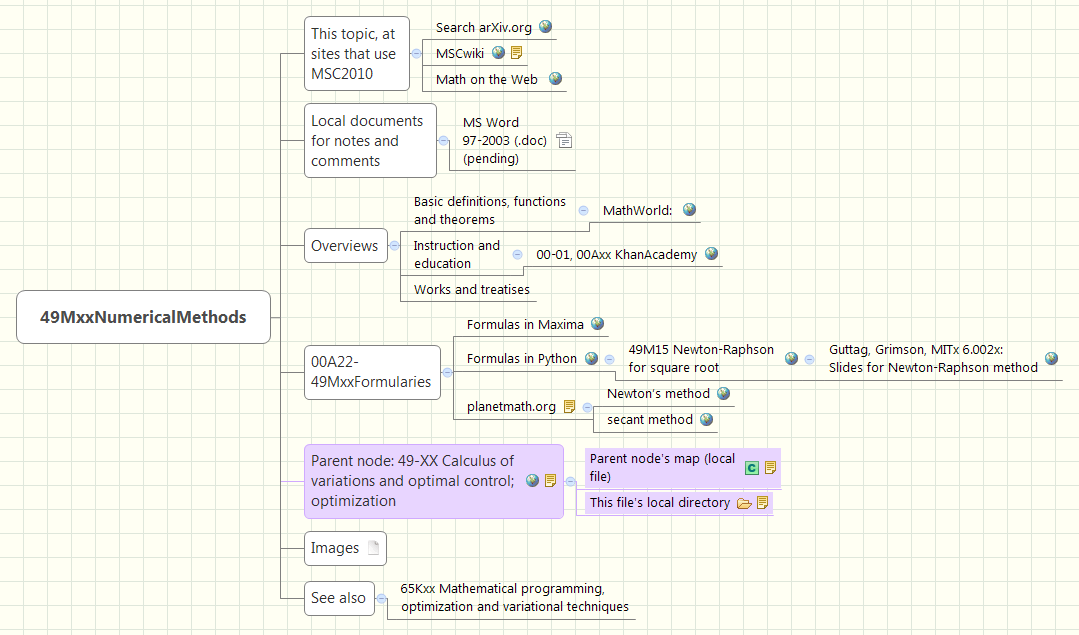 This topic, at
sites that use
MSC2010
Search arXiv.org
MSCwiki
Math on the Web
Local documents
for notes and
comments
MS Word
97-2003 (.doc)
(pending)
Overviews
Basic definitions, functions
and theorems
MathWorld:
Instruction and
education
00-01, 00Axx KhanAcademy
Works and treatises
49MxxNumericalMethods
00A22-
49MxxFormularies
Formulas in Maxima
Formulas in Python
49M15 Newton-Raphson
for square root
Guttag, Grimson, MITx 6.002x:
Slides for Newton-Raphson method
planetmath.org
Newton's method
secant method
Parent node: 49-XX Calculus of
variations and optimal control;
optimization
Parent node's map (local
file)
C
This file's local directory
Images
See also
65Kxx Mathematical programming,
optimization and variational techniques